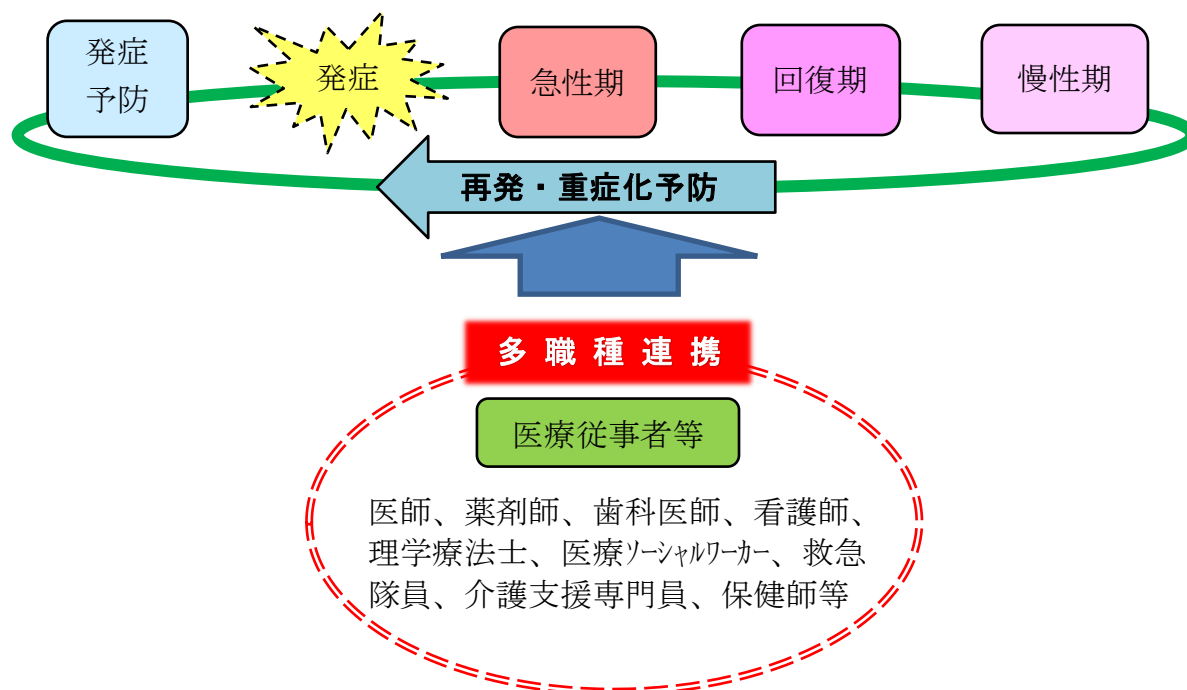 発症
予防
発症
急性期
回復期
慢性期
再発・重症化予防
多職種連携
医療従事者等
医師、薬剤師、歯科医師、看護師、
理学療法士、医療ｿｰｼｬﾙﾜｰｶｰ、救急
隊員、介護支援専門員、保健師等